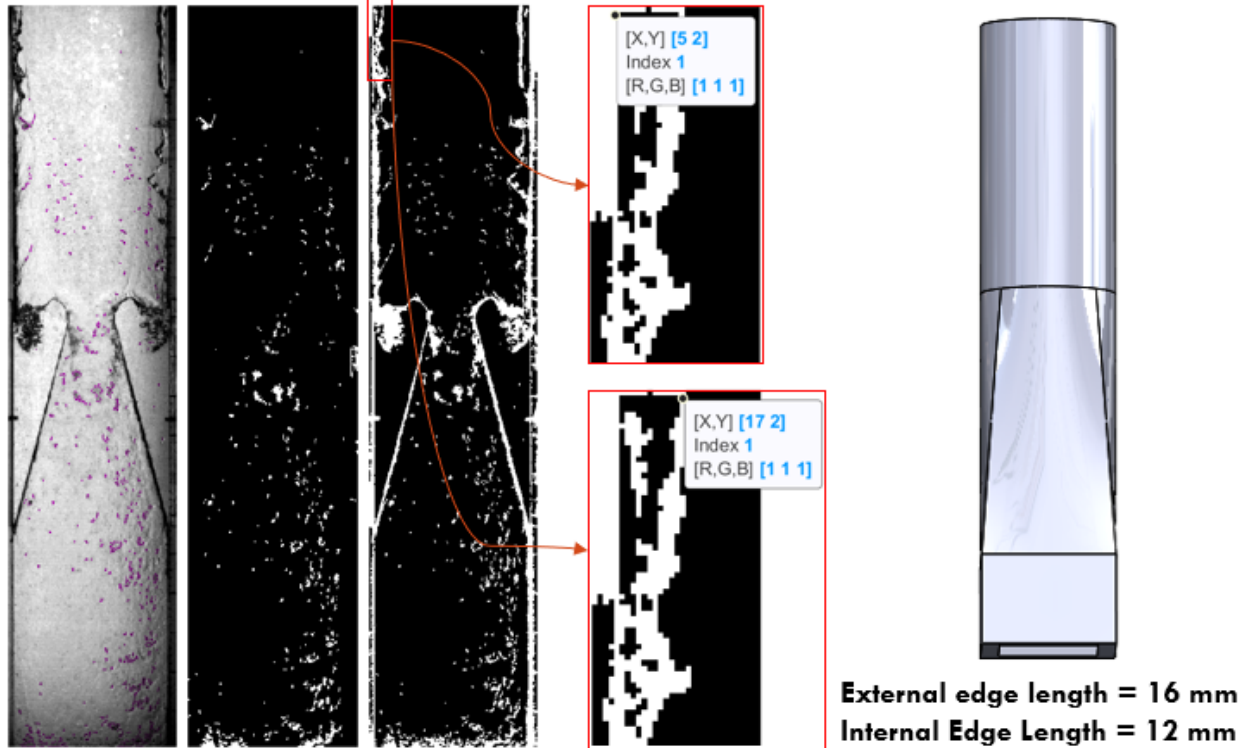 [X,Y] [5 2]
Index 1
[R,G,B] [1 1 1]
[X,Y] [17 2]
Index 1
[R,G,B] [1 1 1]
External edge length = 16 mm
Internal Edge Length = 12 mm